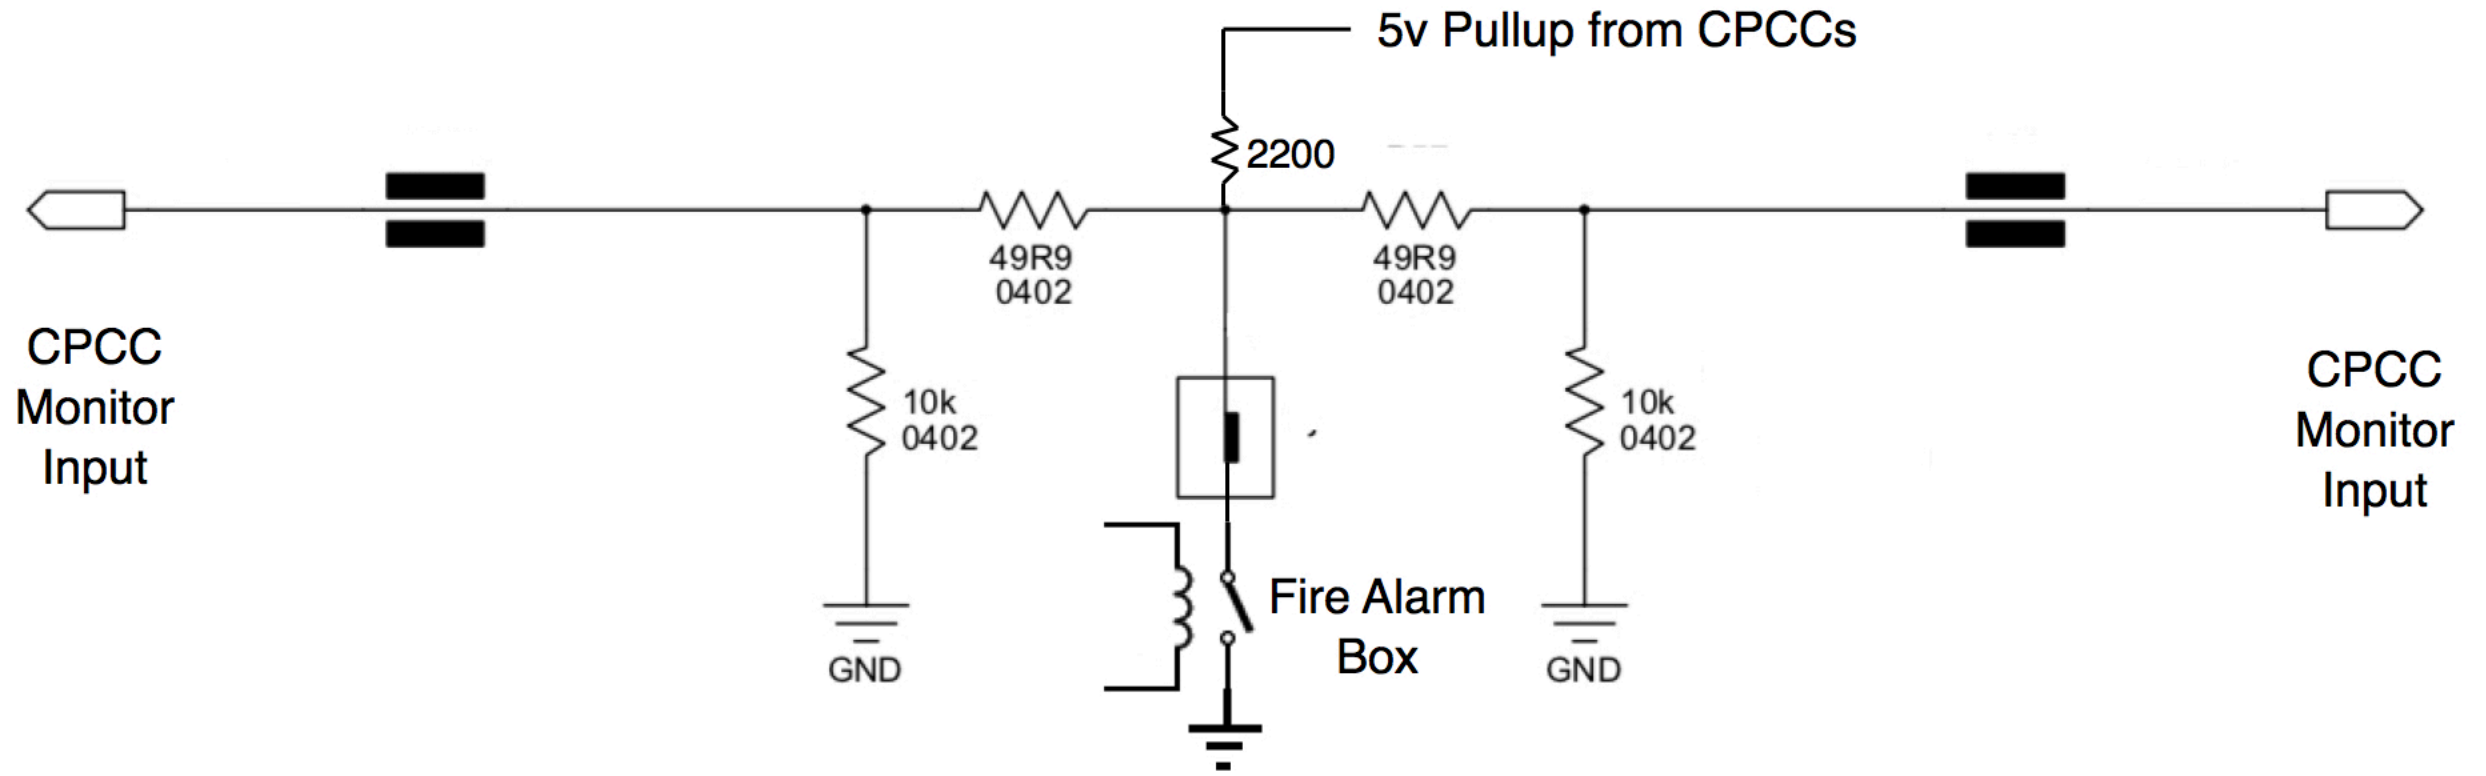 5v Pullup from CPCCs
2200
49R9
0402
49R9
0402
CPCC
Monitor
Input
10k
0402
10k
0402
CPCC
Monitor
Input
Fire Alarm
Box
GND
GND